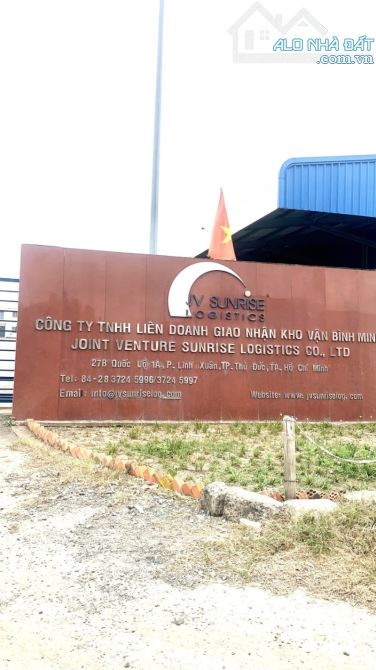 ALO NHÀ ĐẤT
.com.vn
JV SUNRISE
LOGISTICS
CÔNG TY TNHH LIÊN DOANH GIAO NHẬN KHO VẬN BÌNH MIN
JOINT VENTURE SUNRISE LOGISTICS CO., LTD
27B Quốc Lộ 1A, P. Linh Xuân, TP. Thủ Đức, TP. Hồ Chí Minh
Tel: 84-28 3724 5996/3724 5997
Email: info@jvsunriselog.com Website: www.jvsunriselog.com